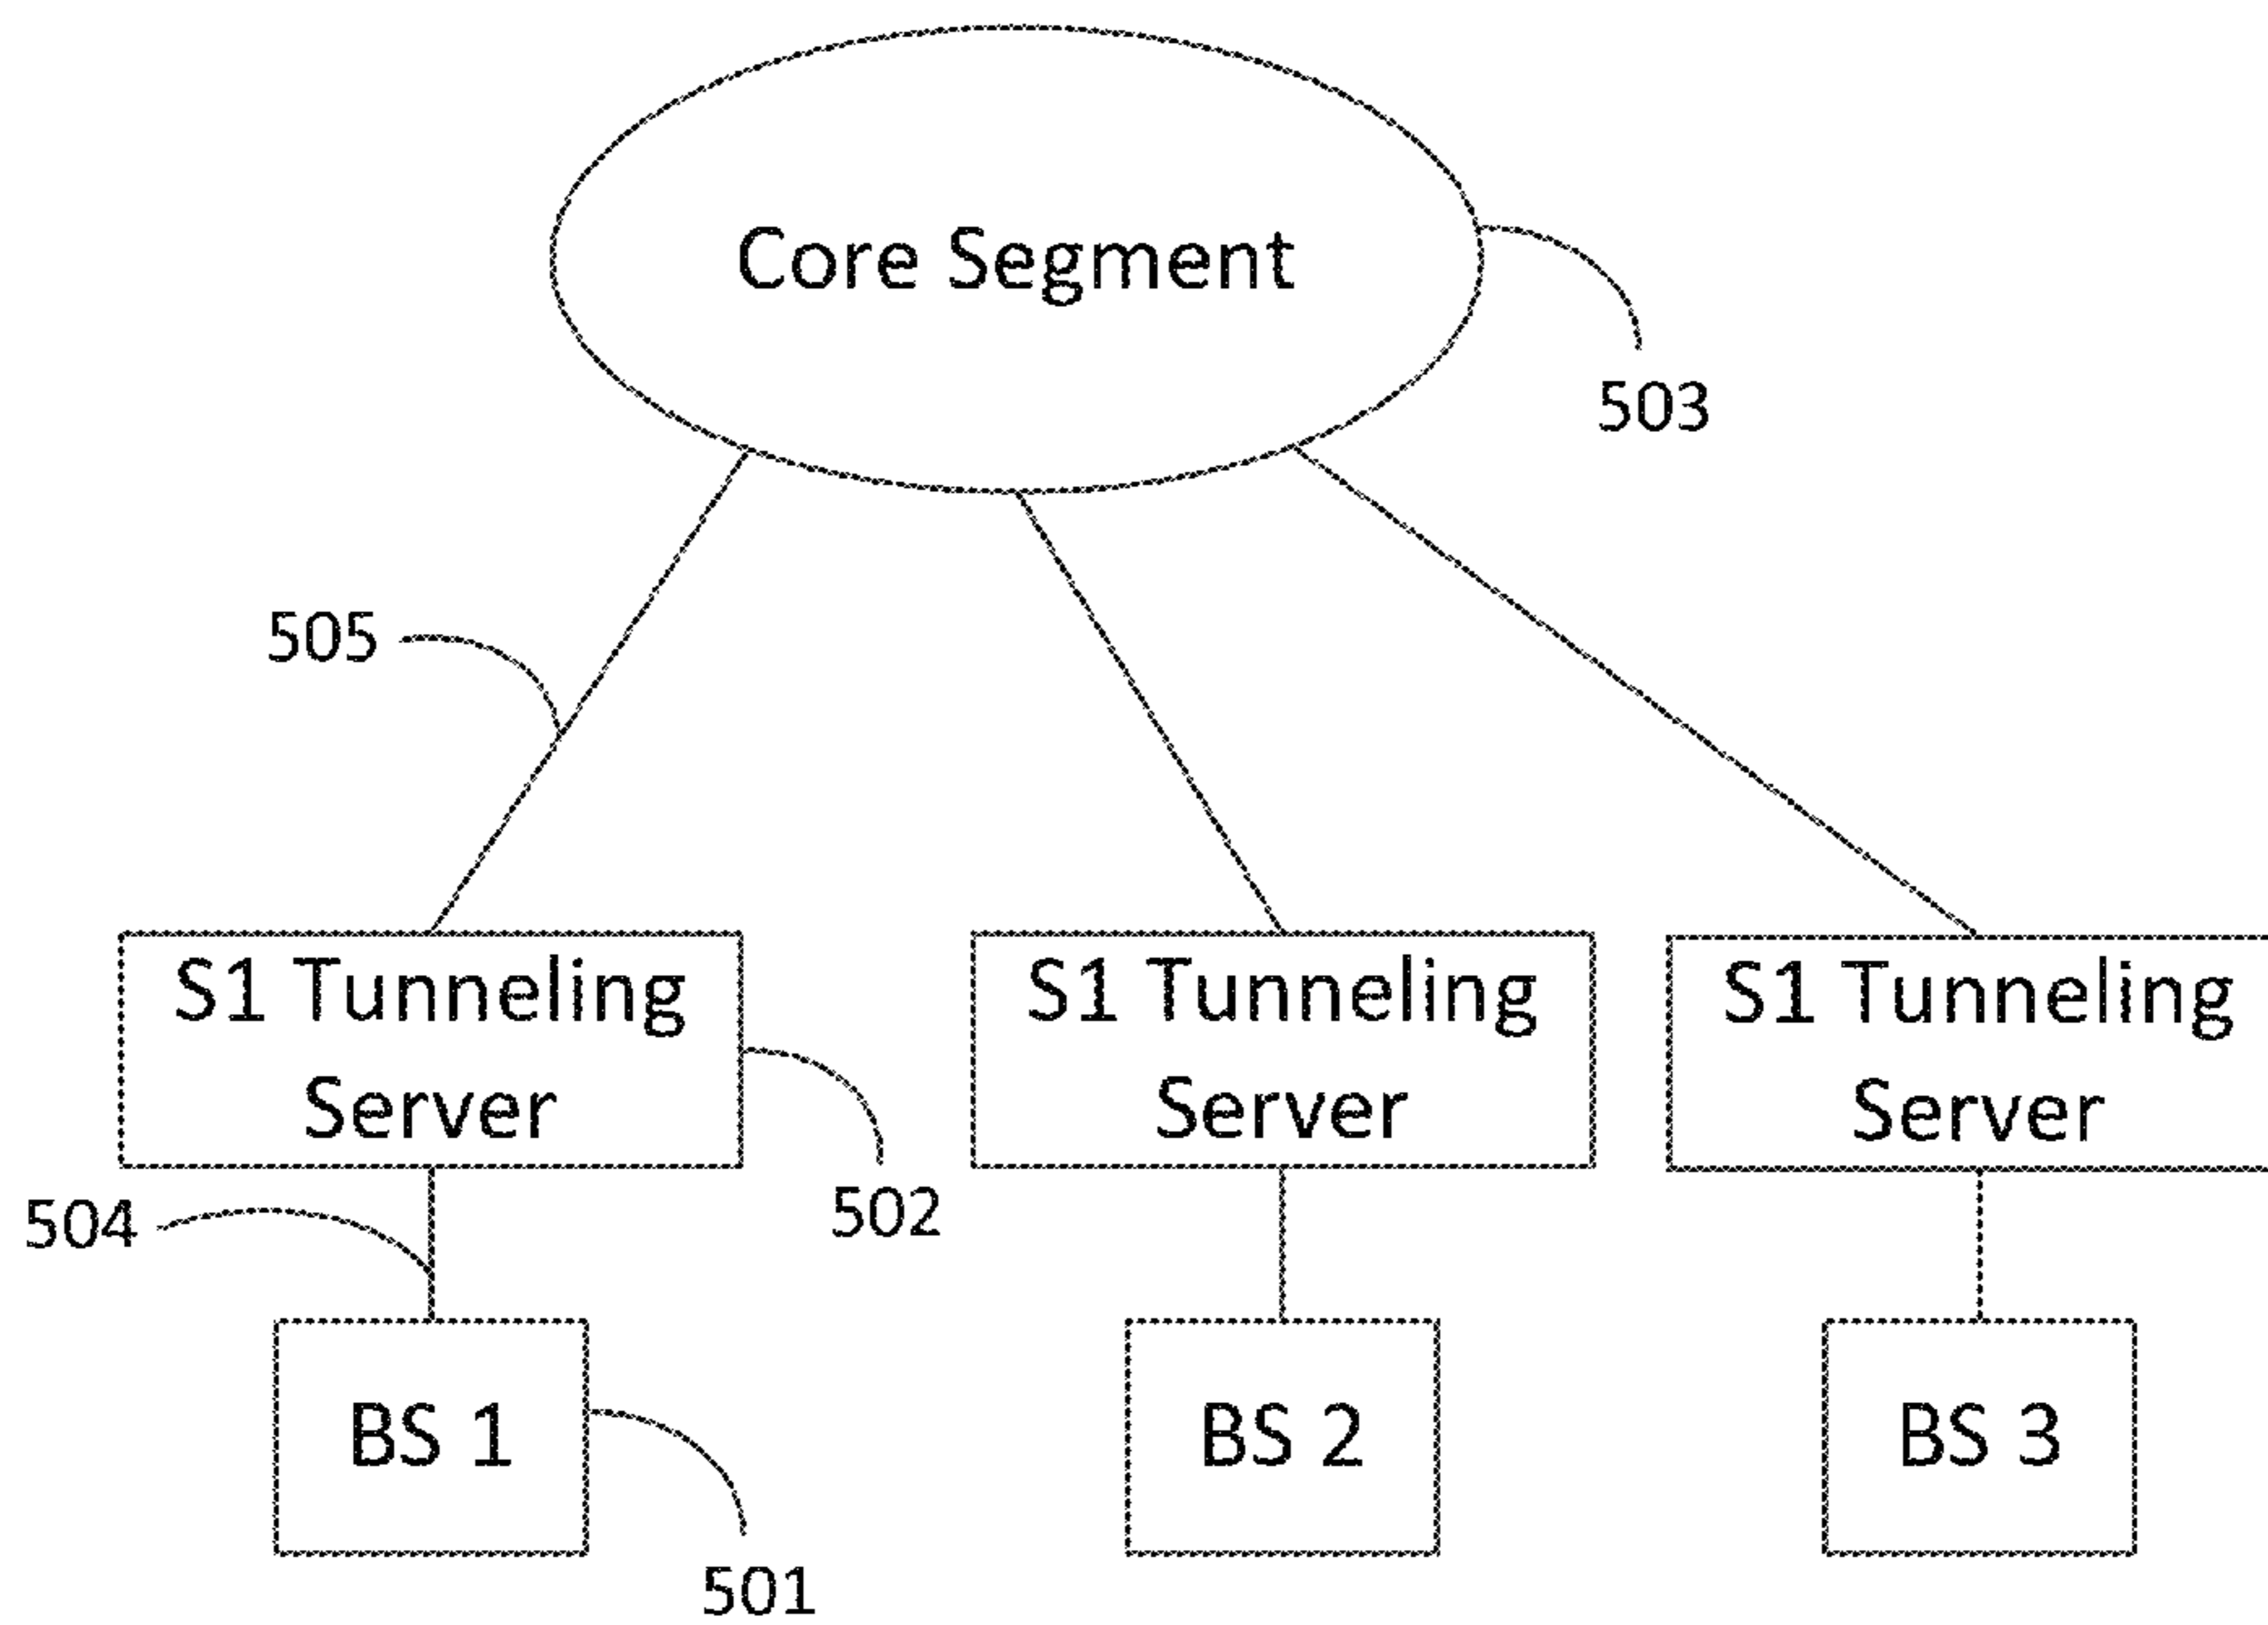 Core Segment
503
505
S1 Tunneling
Server
S1 Tunneling
Server
S1 Tunneling
Server
502
504
BS 1
BS 2
BS 3
501